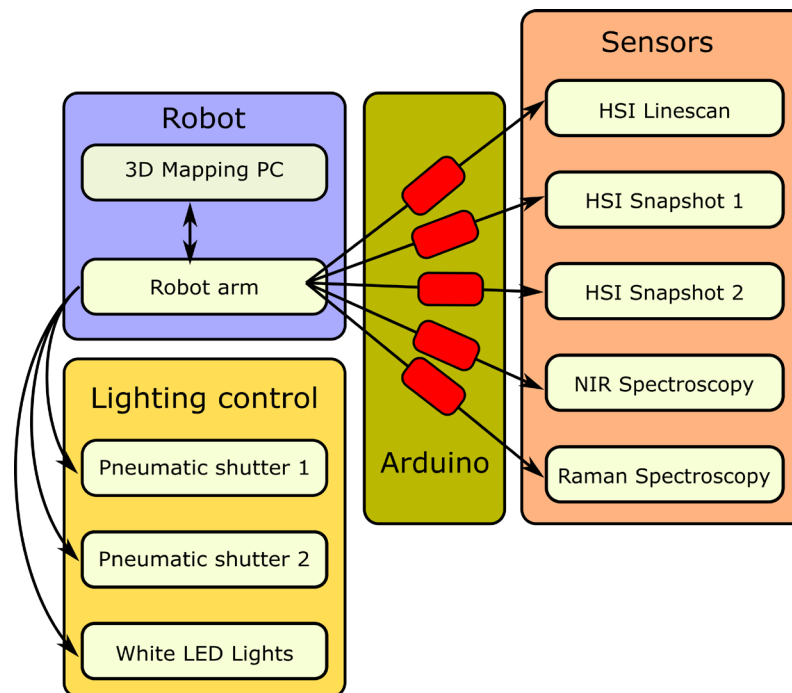 Robot
3D Mapping PC
Robot arm
Lighting control
Pneumatic shutter 1
Pneumatic shutter 2
White LED Lights
Arduino
Sensors
HSI Linescan
HSI Snapshot 1
HSI Snapshot 2
NIR Spectroscopy
Raman Spectroscopy